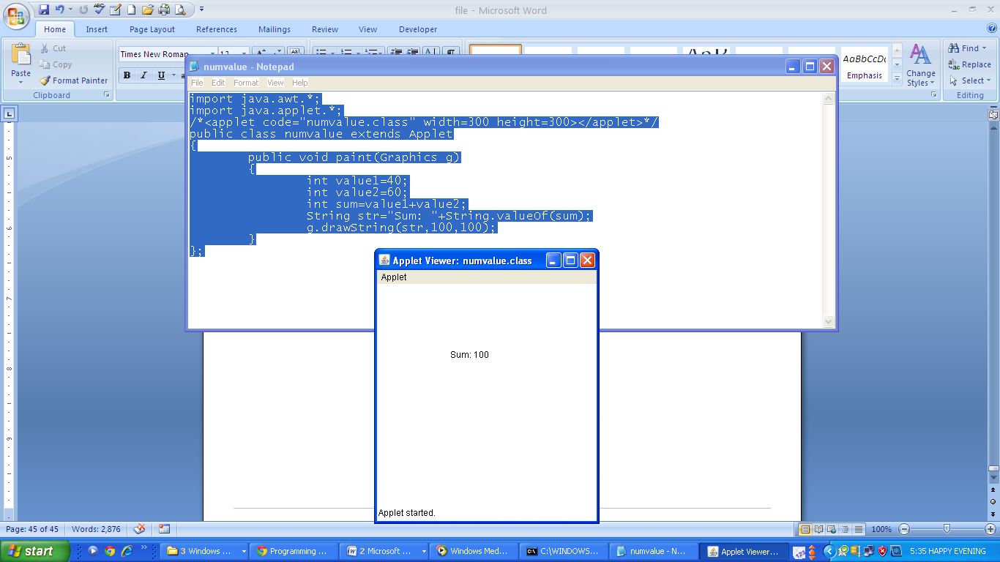 file - Microsoft Word
Home Insert Page Layout References Mailings Review View Developer
Cut
Copy
Format Painter
Paste
Clipboard
Times New Roman 12
B I U
AaBbCcDc
Emphasis
Change Styles
Find
Replace
Select
Editing
numvalue - Notepad
File Edit Format View Help
import java.awt.*;
import java.applet.*;
/*<applet code="numvalue.class" width=300 height=300></applet>*/
public class numvalue extends Applet
{
public void paint(Graphics g)
{
int value1=40;
int value2=60;
int sum=value1+value2;
String str="Sum: "+String.valueOf(sum);
g.drawString(str,100,100);
}
};
Applet Viewer: numvalue.class
Applet
Sum: 100
Applet started.
5
7
8
9
Page: 45 of 45 Words: 2,876 100%
start 3 Windows ... Programming ... 2 Microsoft ... Windows Med... C:\WINDOWS... numvalue - N... Applet Viewer... 5:35 HAPPY EVENING